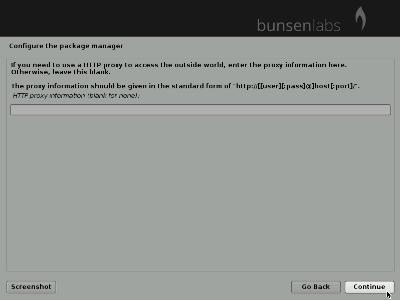 bunsenlabs
Configure the package manager
If you need to use a HTTP proxy to access the outside world, enter the proxy information here.
Otherwise, leave this blank.
The proxy information should be given in the standard form of "http://[[user][:pass]@]host[:port]/".
HTTP proxy information (blank for none):
Screenshot
Go Back
Continue